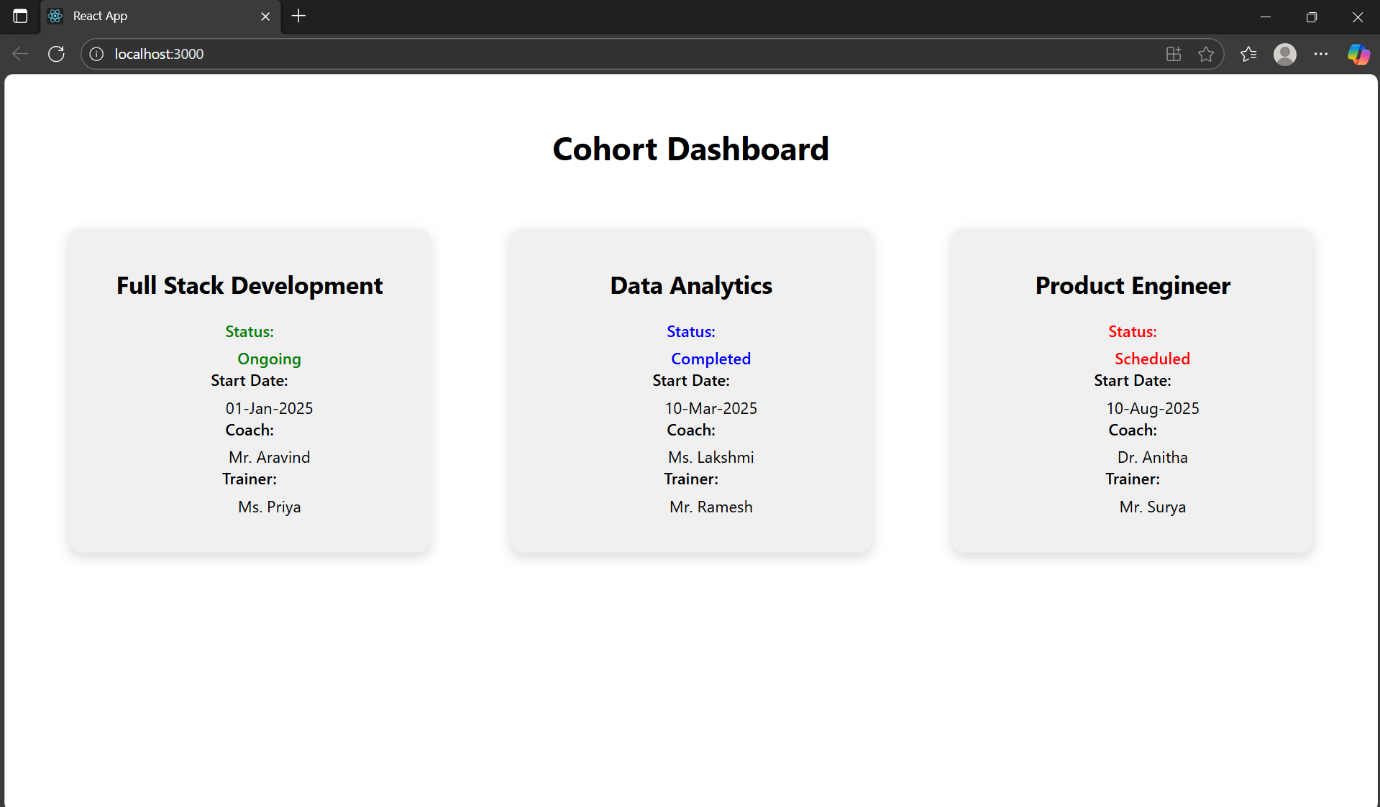 React App
localhost:3000
Cohort Dashboard
Full Stack Development
Status:
Ongoing
Start Date:
01-Jan-2025
Coach:
Mr. Aravind
Trainer:
Ms. Priya
Data Analytics
Status:
Completed
Start Date:
10-Mar-2025
Coach:
Ms. Lakshmi
Trainer:
Mr. Ramesh
Product Engineer
Status:
Scheduled
Start Date:
10-Aug-2025
Coach:
Dr. Anitha
Trainer:
Mr. Surya